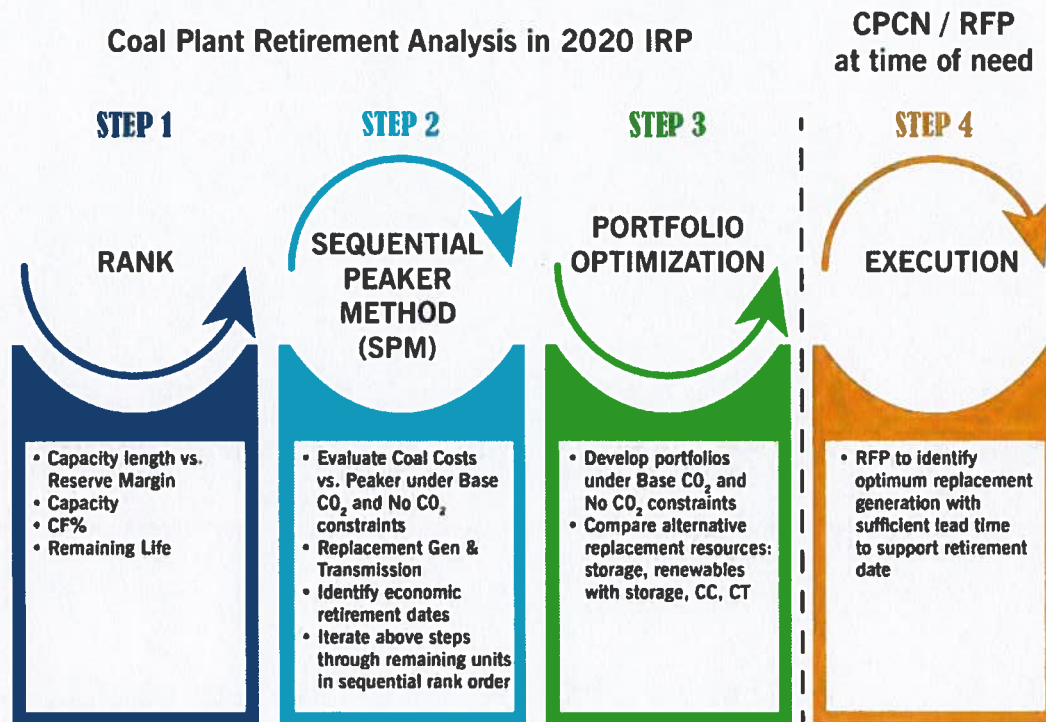 Coal Plant Retirement Analysis in 2020 IRP
CPCN / RFP
at time of need
STEP 1
RANK
• Capacity length vs.
Reserve Margin
• Capacity
• CF%
• Remaining Life
STEP 2
SEQUENTIAL
PEAKER
METHOD
(SPM)
• Evaluate Coal Costs
vs. Peaker under Base
CO₂ and No CO₂
constraints
• Replacement Gen &
Transmission
• Identify economic
retirement dates
• Iterate above steps
through remaining units
in sequential rank order
STEP 3
PORTFOLIO
OPTIMIZATION
• Develop portfolios
under Base CO₂ and
No CO₂ constraints
• Compare alternative
replacement resources:
storage, renewables
with storage, CC, CT
STEP 4
EXECUTION
• RFP to identify
optimum replacement
generation with
sufficient lead time
to support retirement
date